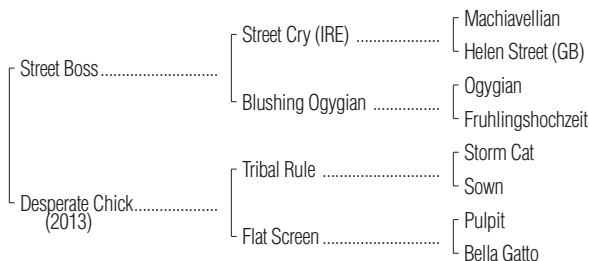 Machiavellian
Street Cry (IRE) ....................
Helen Street (GB)
Street Boss............................
Ogygian
Blushing Ogygian ................
Fruhlingshochzeit
Storm Cat
Tribal Rule ............................
Sown
Desperate Chick....................
(2013)
Pulpit
Flat Screen............................
Bella Gatto